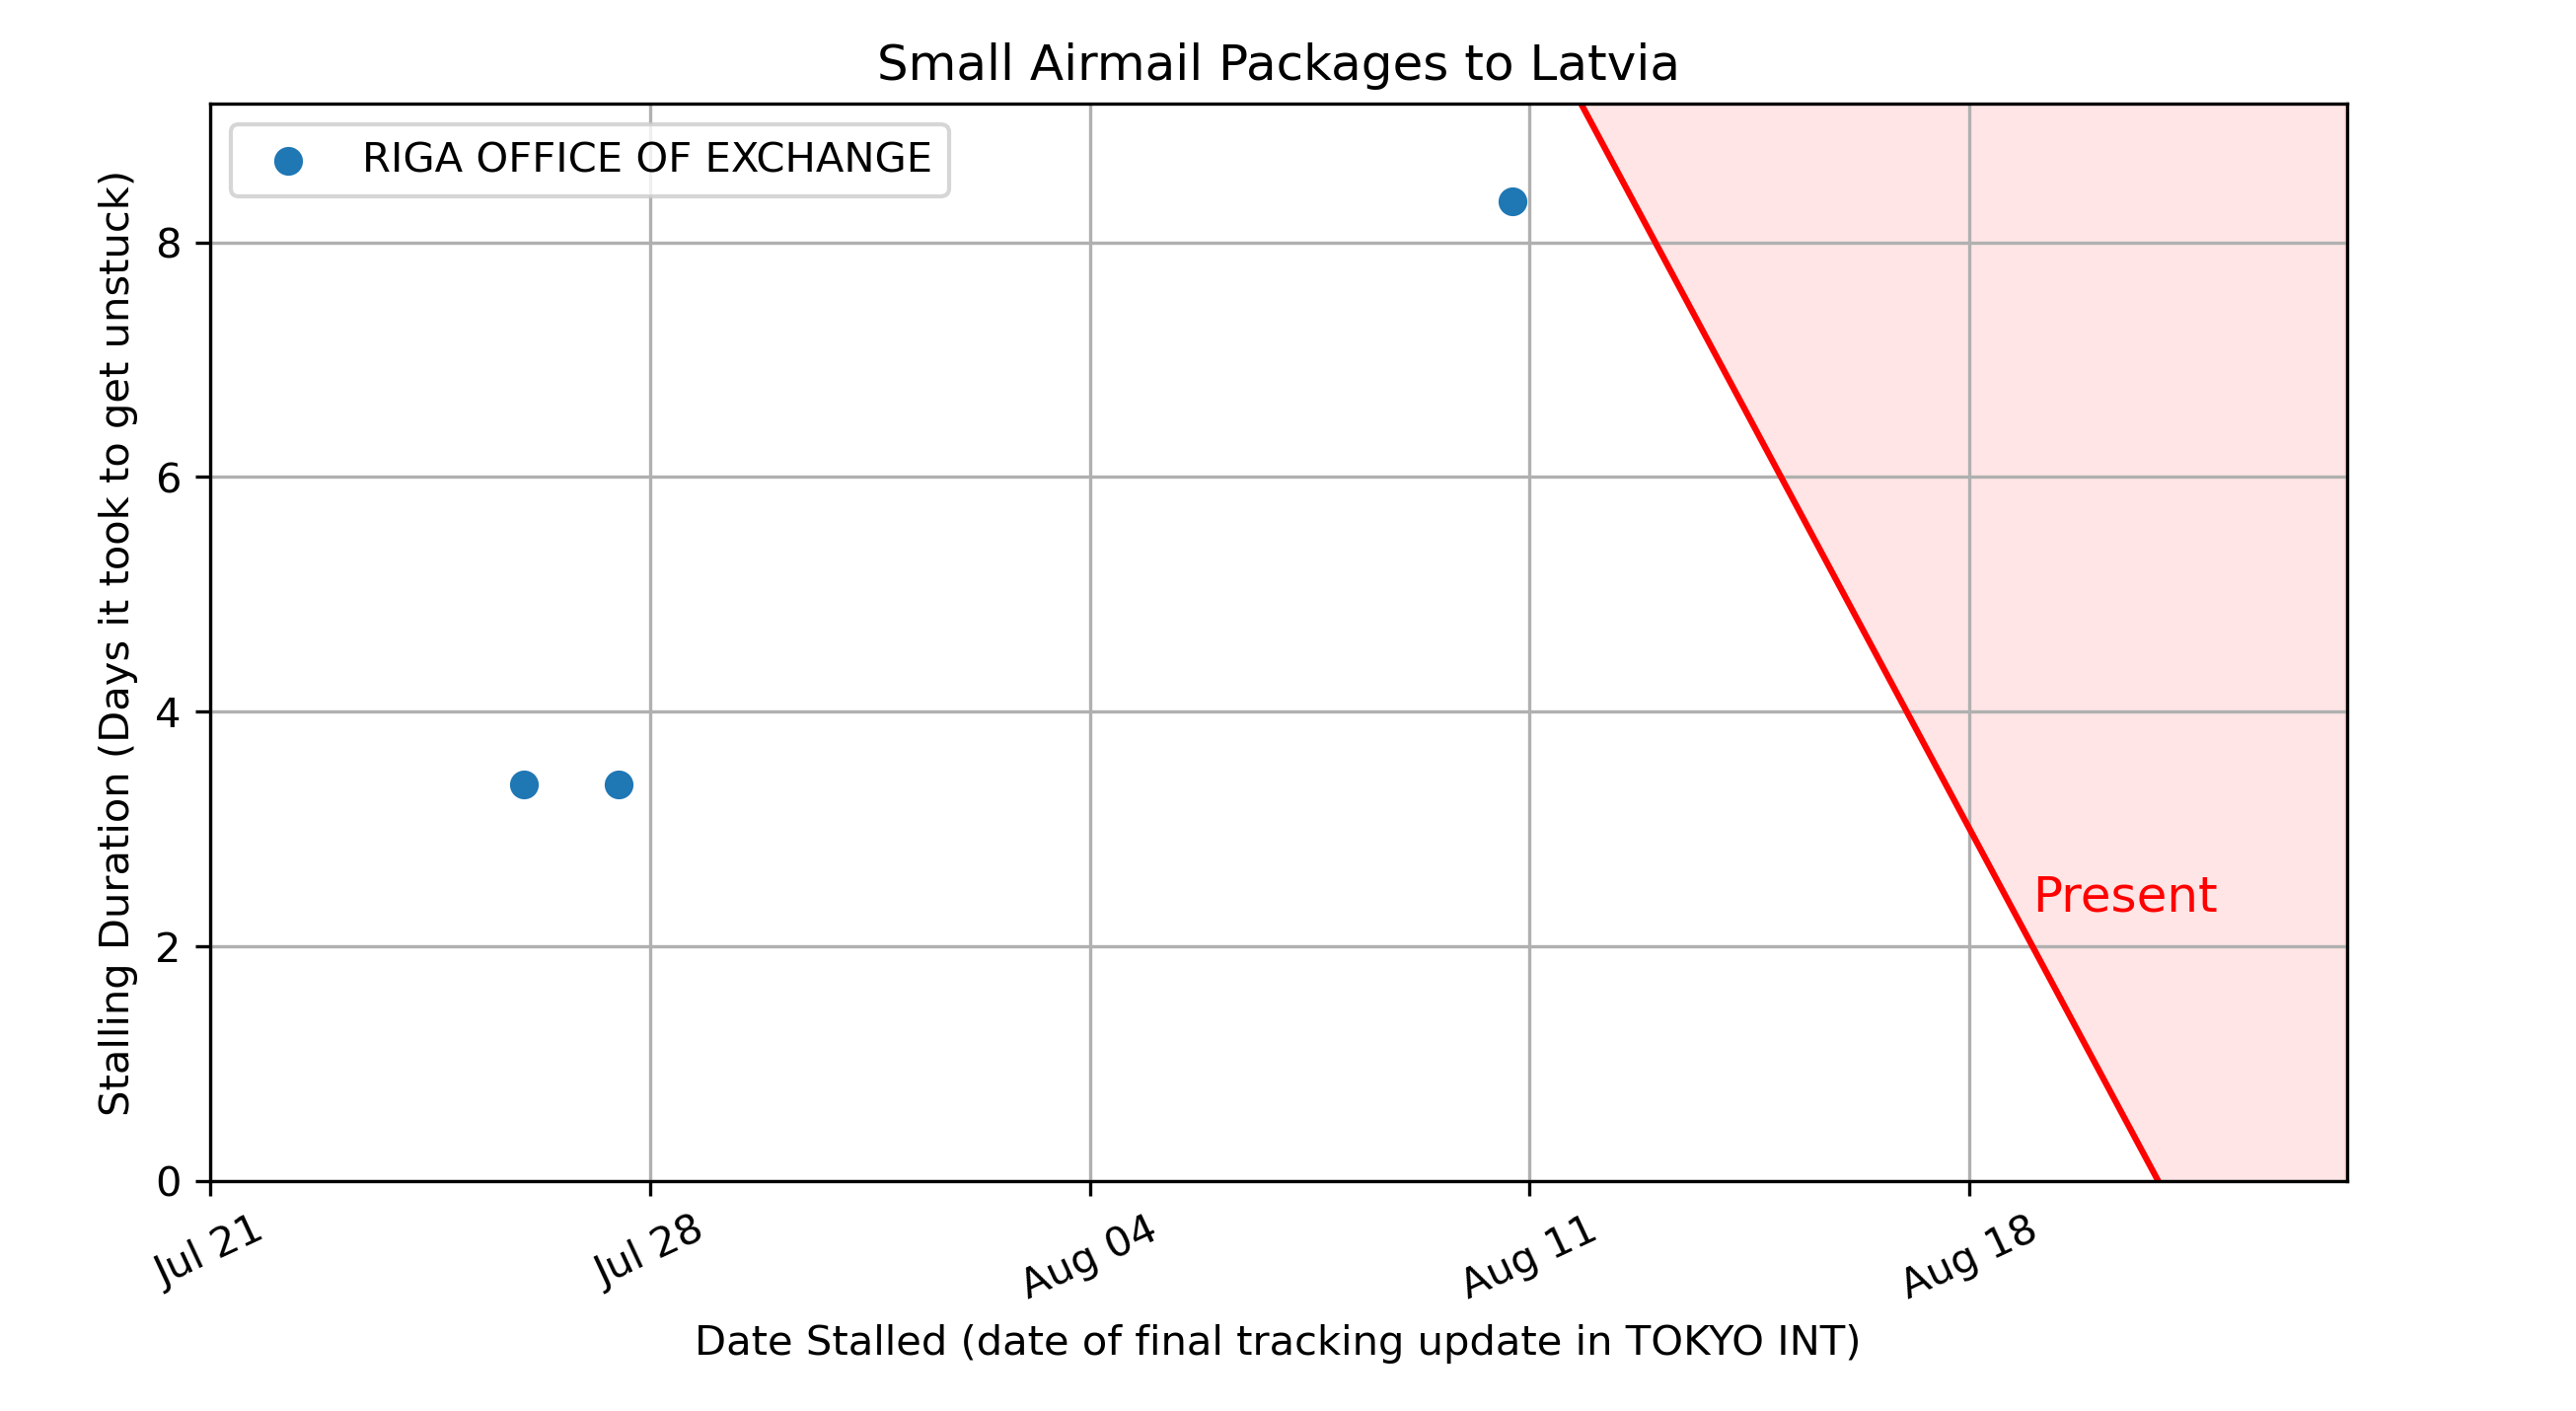 Small Airmail Packages to Latvia
RIGA OFFICE OF EXCHANGE
Stalling Duration (Days it took to get unstuck)
8
6
4
2
0
Present
Jul 21
Jul 28
Aug 04
Aug 11
Aug 18
Date Stalled (date of final tracking update in TOKYO INT)